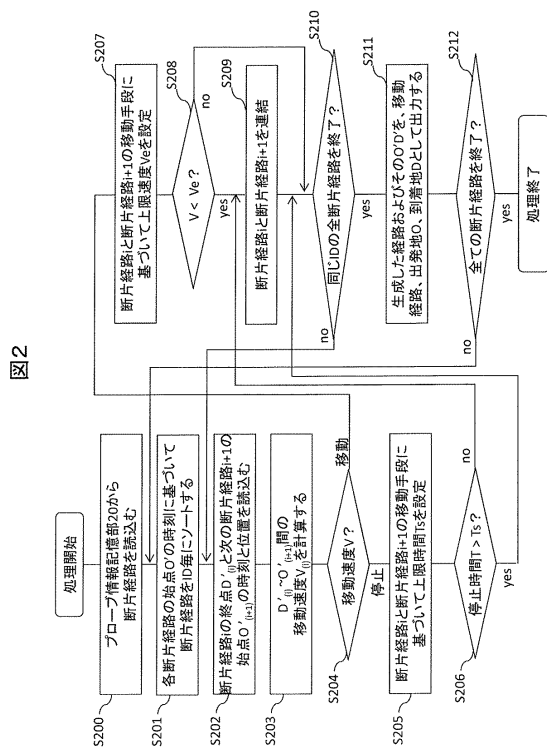 図2
処理開始
S200
プローブ情報記憶部20から
断片経路を読込む
S201
各断片経路の始点O'の時刻に基づいて
断片経路をID毎にソートする
S202
断片経路iの終点D'(i)と次の断片経路i+1の
始点O'(i+1)の時刻と位置を読込む
S203
D'(i)~O'(i+1)間の
移動速度V(i)を計算する
S204
移動速度V?
移動
停止
S205
断片経路iと断片経路i+1の移動手段に
基づいて上限時間Tsを設定
S206
停止時間T > Ts?
no
yes
S207
断片経路iと断片経路i+1の移動手段に
基づいて上限速度Veを設定
S208
V < Ve?
no
yes
S209
断片経路iと断片経路i+1を連結
S210
同じIDの全断片経路を終了?
no
yes
S211
生成した経路およびそのO'D'を、移動
経路、出発地O、到着地Dとして出力する
S212
全ての断片経路を終了?
no
yes
処理終了